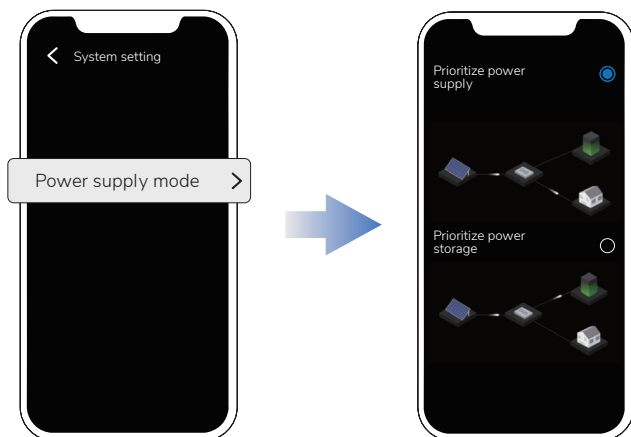 System setting
Power supply mode
Prioritize power
supply
Prioritize power
storage